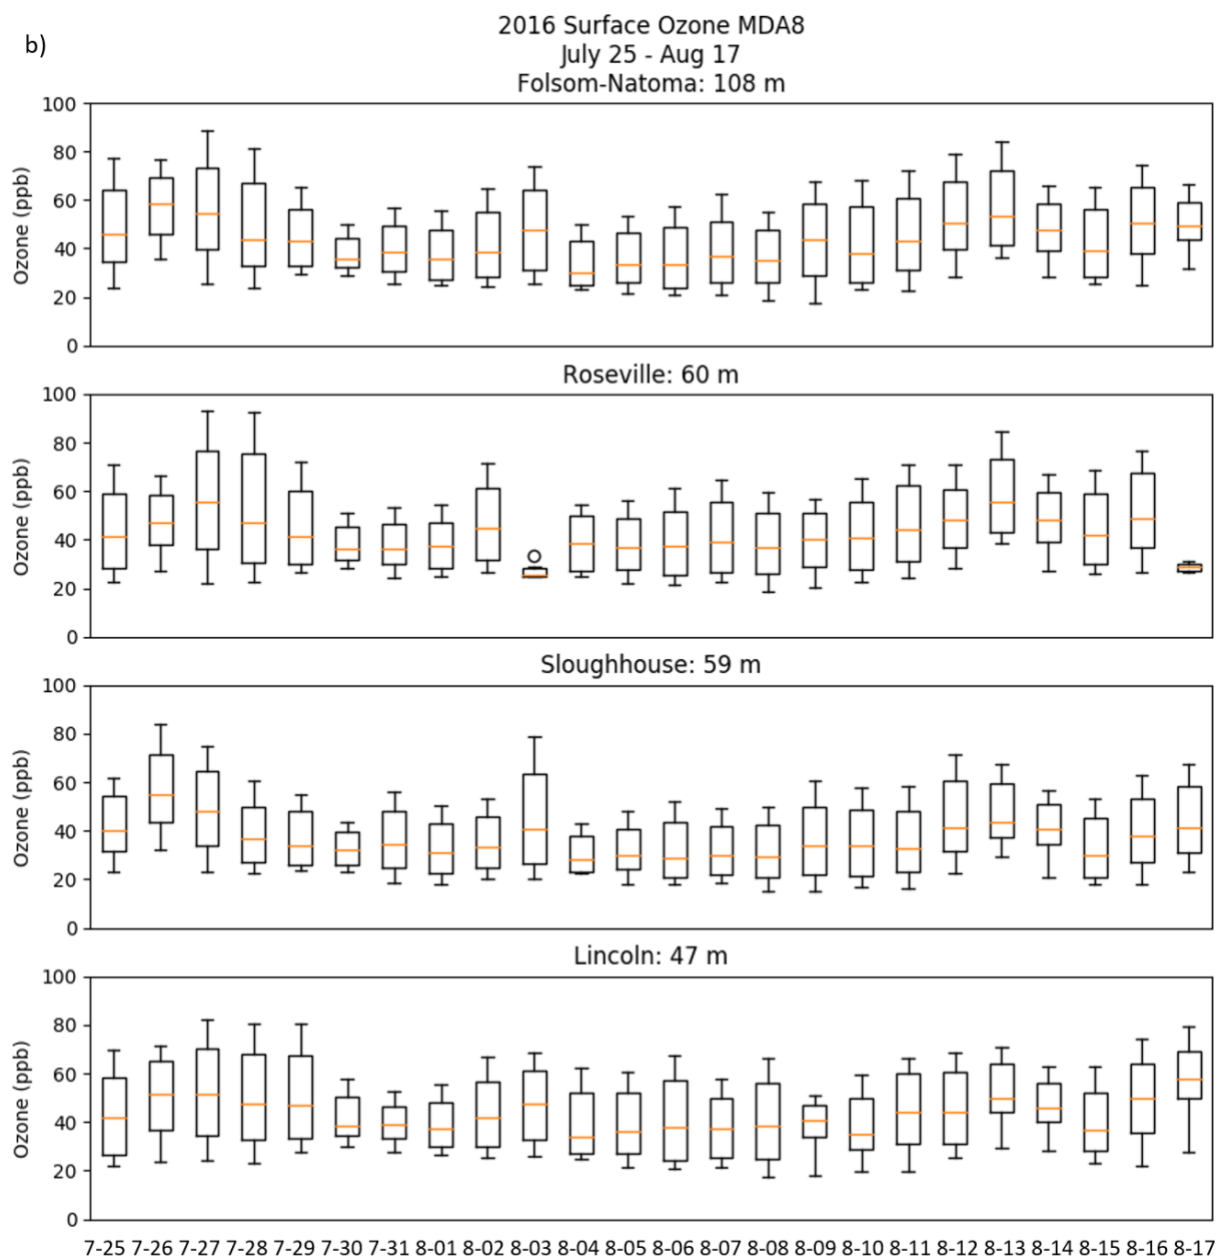 b)
2016 Surface Ozone MDA8
July 25 - Aug 17
Folsom-Natoma: 108 m
100
80
60
40
20
0
Ozone (ppb)
Roseville: 60 m
100
80
60
40
20
0
Ozone (ppb)
Sloughhouse: 59 m
100
80
60
40
20
0
Ozone (ppb)
Lincoln: 47 m
100
80
60
40
20
0
Ozone (ppb)
7-25 7-26 7-27 7-28 7-29 7-30 7-31 8-01 8-02 8-03 8-04 8-05 8-06 8-07 8-08 8-09 8-10 8-11 8-12 8-13 8-14 8-15 8-16 8-17